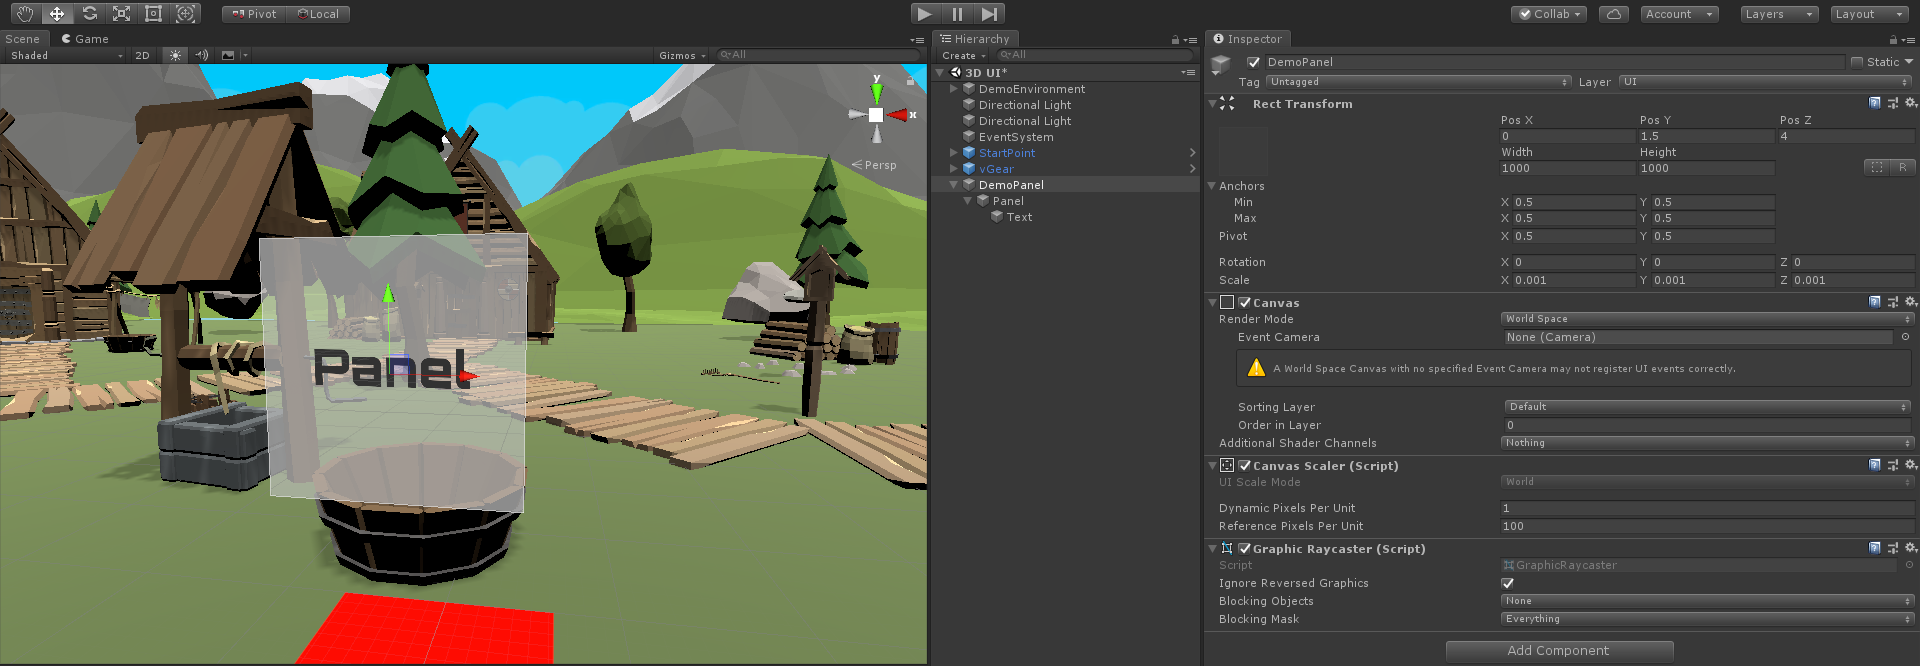 Pivot Local Collab Account Layers Layout
Scene Game
Shaded 2D Gizmos All
y
x
Persp
Panel
Hierarchy
Create All
3D UI*
DemoEnvironment
Directional Light
Directional Light
EventSystem
StartPoint
vGear
DemoPanel
Panel
Text
Inspector
DemoPanel Static
Tag Untagged Layer UI
Rect Transform
Pos X Pos Y Pos Z
0 1.5 4
Width Height
1000 1000 R
Anchors
Min X 0.5 Y 0.5
Max X 0.5 Y 0.5
Pivot X 0.5 Y 0.5
Rotation X 0 Y 0 Z 0
Scale X 0.001 Y 0.001 Z 0.001
Canvas
Render Mode World Space
Event Camera None (Camera)
A World Space Canvas with no specified Event Camera may not register UI events correctly.
Sorting Layer Default
Order in Layer 0
Additional Shader Channels Nothing
Canvas Scaler (Script)
UI Scale Mode World
Dynamic Pixels Per Unit 1
Reference Pixels Per Unit 100
Graphic Raycaster (Script)
Script GraphicRaycaster
Ignore Reversed Graphics
Blocking Objects None
Blocking Mask Everything
Add Component